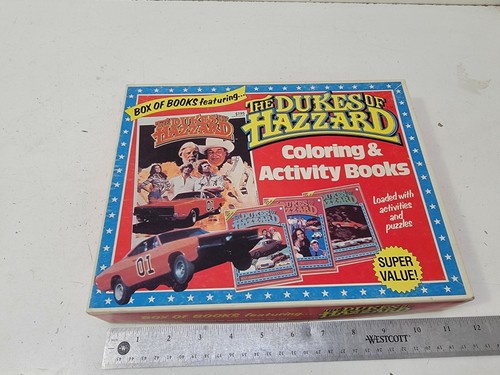 BOX OF BOOKS featuring...
THE DUKES OF
HAZZARD
Coloring &
Activity Books
Loaded with
activities
and
puzzles
SUPER
VALUE!
THE DUKES OF
HAZZARD
01
BOX OF BOOKS featuring...
1 2 3 4 5 6 7 8 9 10 11 12
WESTCOTT